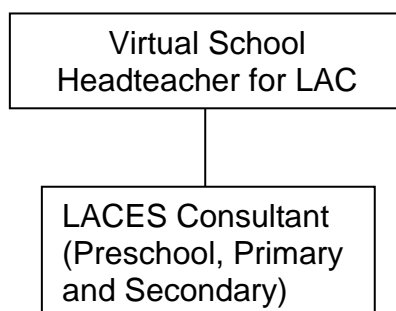 Virtual School
Headteacher for LAC
LACES Consultant
(Preschool, Primary
and Secondary)